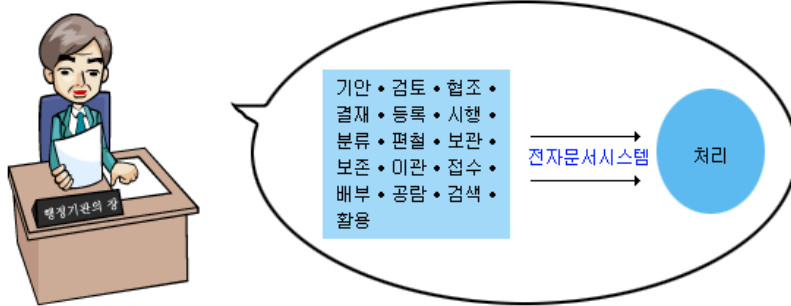 기안 • 검토 • 협조 •
결재 • 등록 • 시행 •
분류 • 편철 • 보관 •
보존 • 이관 • 접수 •
배부 • 공람 • 검색 •
활용
전자문서시스템
처리
행정기관의 장